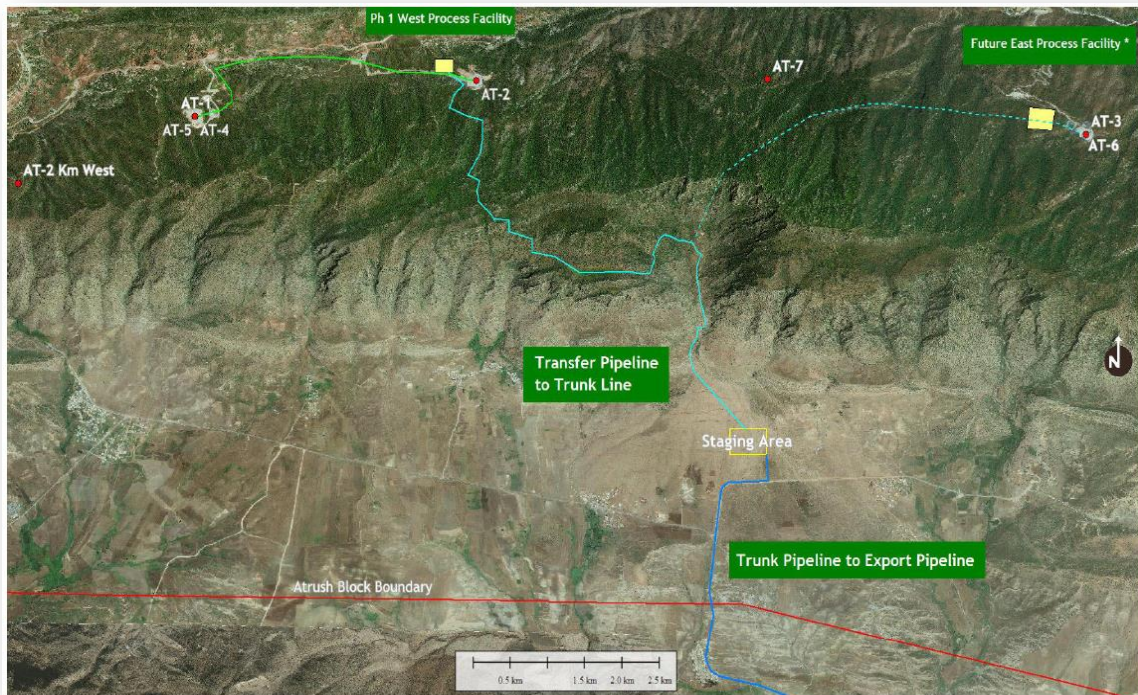 Ph 1 West Process Facility
Future East Process Facility *
AT-7
AT-2
AT-1
AT-5 AT-4
AT-3
AT-6
AT-2 Km West
N
Transfer Pipeline
to Trunk Line
Staging Area
Trunk Pipeline to Export Pipeline
Atrush Block Boundary
0.5 km 1.5 km 2.0 km 2.5 km